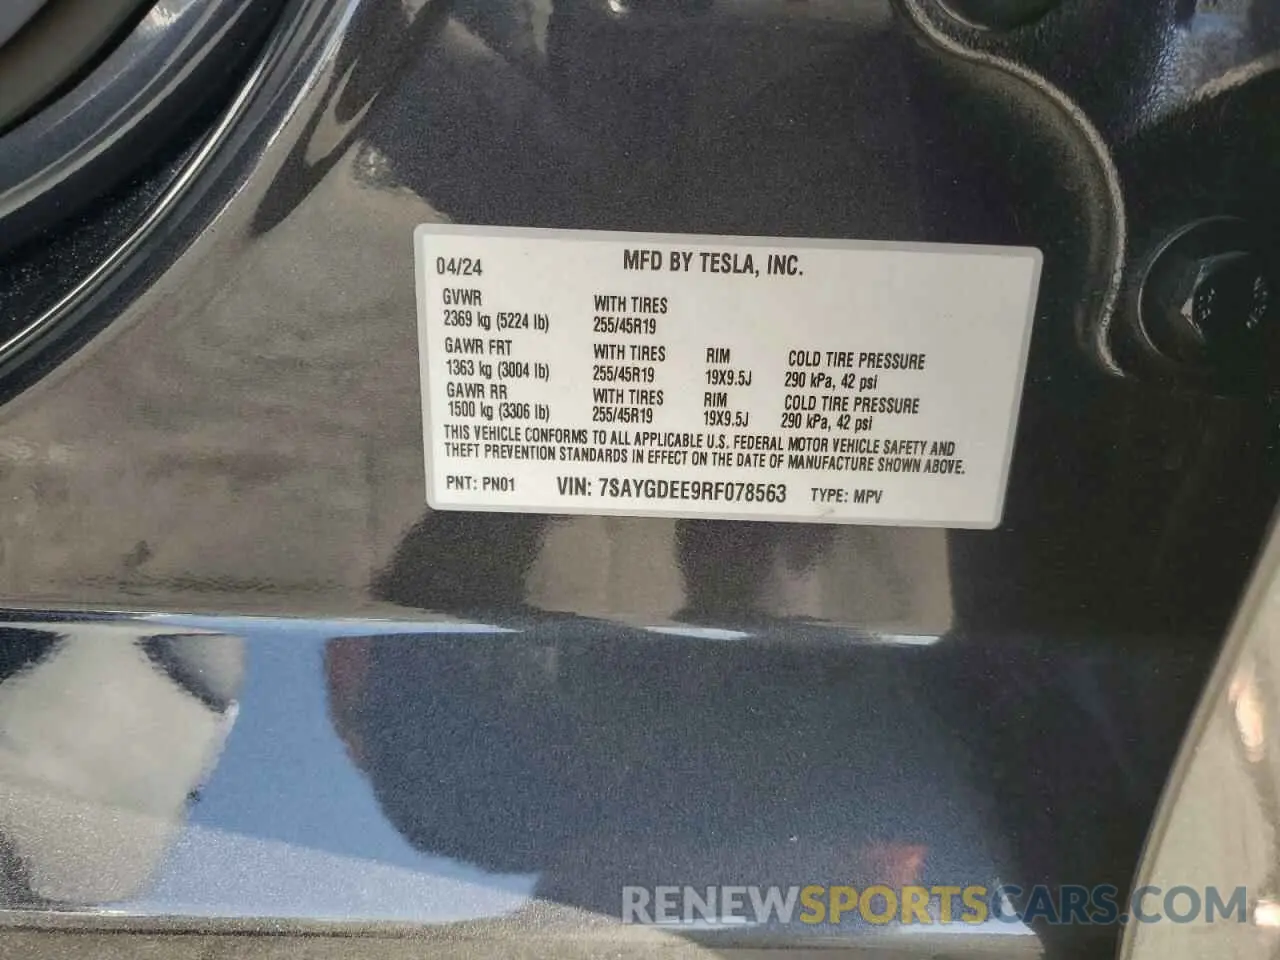 04/24 MFD BY TESLA, INC.
GVWR WITH TIRES
2369 kg (5224 lb) 255/45R19
GAWR FRT WITH TIRES RIM COLD TIRE PRESSURE
1363 kg (3004 lb) 255/45R19 19X9.5J 290 kPa, 42 psi
GAWR RR WITH TIRES RIM COLD TIRE PRESSURE
1500 kg (3306 lb) 255/45R19 19X9.5J 290 kPa, 42 psi
THIS VEHICLE CONFORMS TO ALL APPLICABLE U.S. FEDERAL MOTOR VEHICLE SAFETY AND
THEFT PREVENTION STANDARDS IN EFFECT ON THE DATE OF MANUFACTURE SHOWN ABOVE.
PNT: PN01 VIN: 7SAYGDEE9RF078563 TYPE: MPV
RENEWSPORTSCARS.COM